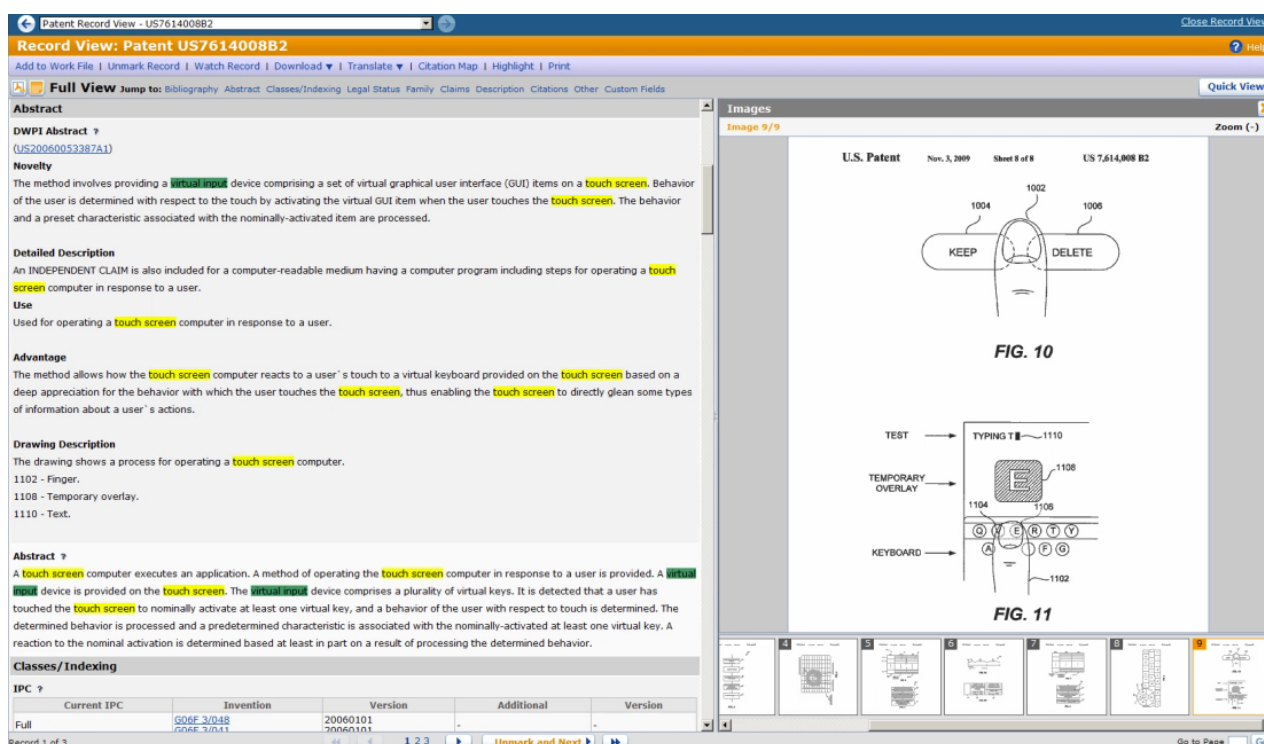 Patent Record View - US7614008B2
Close Record View
Record View: Patent US7614008B2
Help
Add to Work File | Unmark Record | Watch Record | Download ▼ | Translate ▼ | Citation Map | Highlight | Print
Full View Jump to: Bibliography Abstract Classes/Indexing Legal Status Family Claims Description Citations Other Custom Fields
Quick View
Abstract
DWPI Abstract ?
(US20060053387A1)
Novelty
The method involves providing a virtual input device comprising a set of virtual graphical user interface (GUI) items on a touch screen. Behavior
of the user is determined with respect to the touch by activating the virtual GUI item when the user touches the touch screen. The behavior
and a preset characteristic associated with the nominally-activated item are processed.
Detailed Description
An INDEPENDENT CLAIM is also included for a computer-readable medium having a computer program including steps for operating a touch
screen computer in response to a user.
Use
Used for operating a touch screen computer in response to a user.
Advantage
The method allows how the touch screen computer reacts to a user`s touch to a virtual keyboard provided on the touch screen based on a
deep appreciation for the behavior with which the user touches the touch screen, thus enabling the touch screen to directly glean some types
of information about a user`s actions.
Drawing Description
The drawing shows a process for operating a touch screen computer.
1102 - Finger.
1108 - Temporary overlay.
1110 - Text.
Abstract ?
A touch screen computer executes an application. A method of operating the touch screen computer in response to a user is provided. A virtual
input device is provided on the touch screen. The virtual input device comprises a plurality of virtual keys. It is detected that a user has
touched the touch screen to nominally activate at least one virtual key, and a behavior of the user with respect to touch is determined. The
determined behavior is processed and a predetermined characteristic is associated with the nominally-activated at least one virtual key. A
reaction to the nominal activation is determined based at least in part on a result of processing the determined behavior.
Classes/Indexing
IPC ?
Current IPC Invention Version Additional Version
Full G06F 3/048 20060101 - -
G06F 3/041 20060101
Record 1 of 3
1 2 3
Unmark and Next
Go to Page
Images
Image 9/9
Zoom (-)
U.S. Patent Nov. 3, 2009 Sheet 8 of 8 US 7,614,008 B2
1002
1004 1006
KEEP DELETE
FIG. 10
TEST TYPING T 1110
1108
E
TEMPORARY
OVERLAY
1104 1106
Q W E R T Y
KEYBOARD A F G
1102
FIG. 11
4 5 6 7 8 9